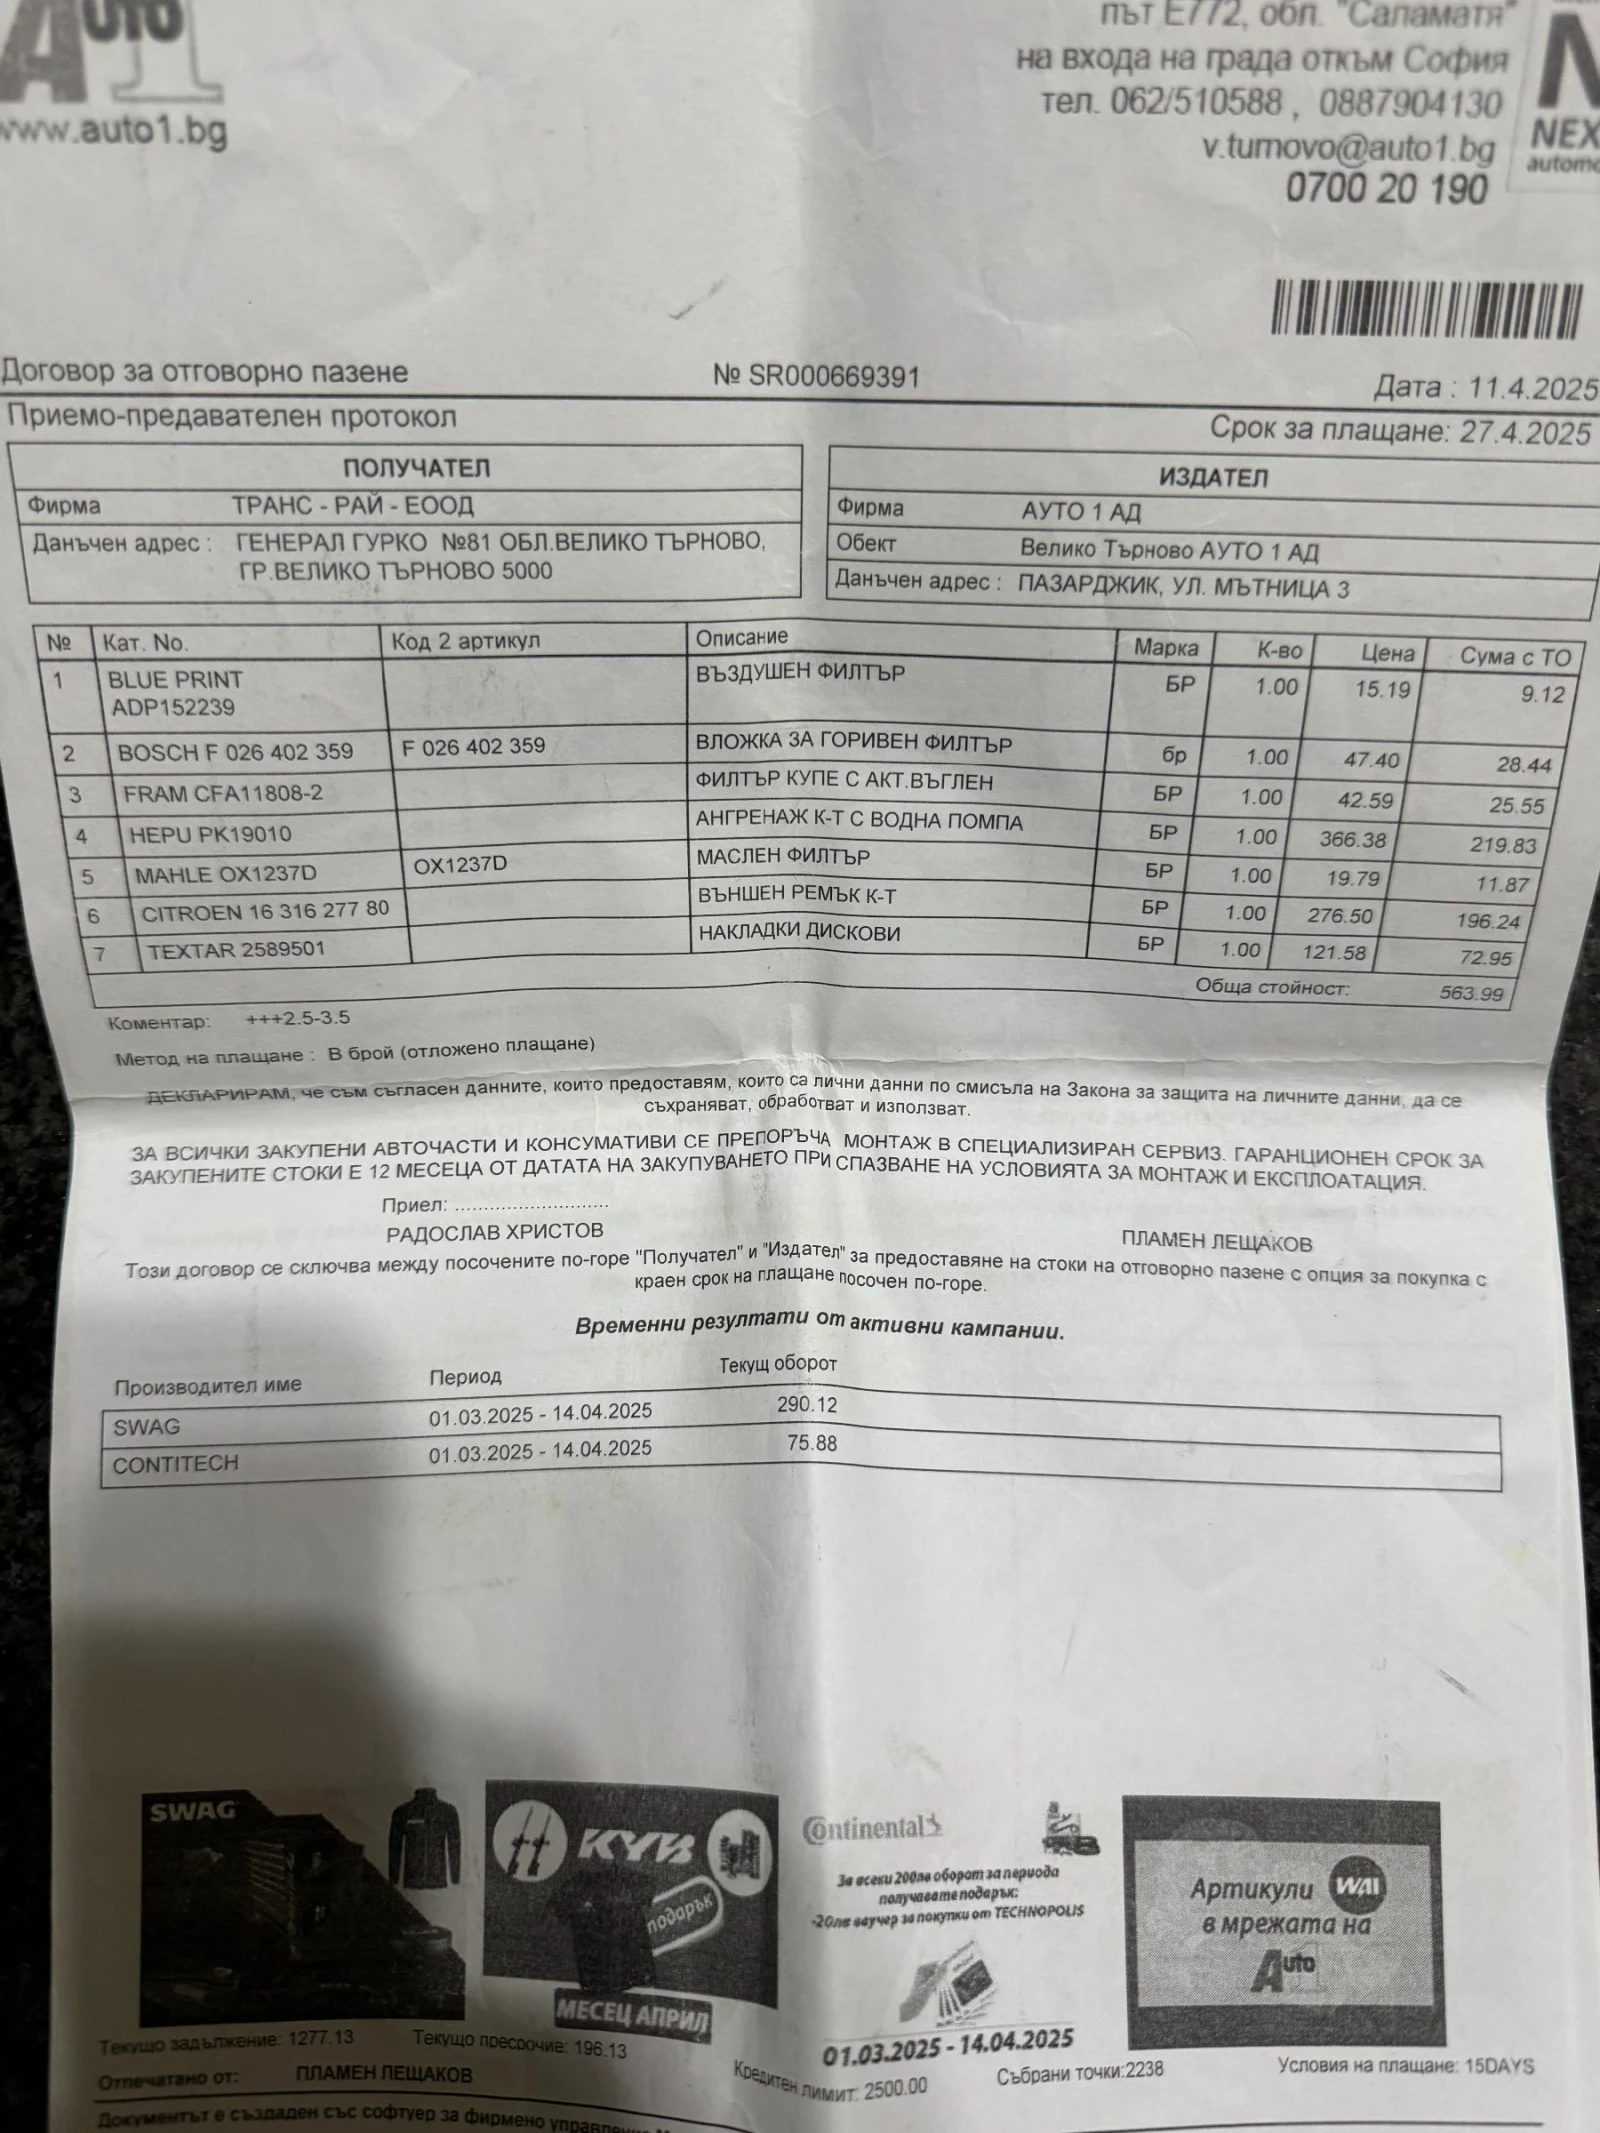 AUTO 1
www.auto1.bg
път Е772, обл. "Саламатя"
на входа на града откъм София
тел. 062/510588 , 0887904130
v.turnovo@auto1.bg
0700 20 190
NEX
Договор за отговорно пазене № SR000669391 Дата : 11.4.2025
Приемо-предавателен протокол Срок за плащане: 27.4.2025
ПОЛУЧАТЕЛ
Фирма ТРАНС - РАЙ - ЕООД
Данъчен адрес : ГЕНЕРАЛ ГУРКО №81 ОБЛ.ВЕЛИКО ТЪРНОВО,
ГР.ВЕЛИКО ТЪРНОВО 5000
ИЗДАТЕЛ
Фирма АУТО 1 АД
Обект Велико Търново АУТО 1 АД
Данъчен адрес : ПАЗАРДЖИК, УЛ. МЪТНИЦА 3
№ Кат. No. Код 2 артикул Описание Марка К-во Цена Сума с ТО
1 BLUE PRINT ADP152239 ВЪЗДУШЕН ФИЛТЪР БР 1.00 15.19 9.12
2 BOSCH F 026 402 359 F 026 402 359 ВЛОЖКА ЗА ГОРИВЕН ФИЛТЪР бр 1.00 47.40 28.44
3 FRAM CFA11808-2 ФИЛТЪР КУПЕ С АКТ.ВЪГЛЕН БР 1.00 42.59 25.55
4 HEPU PK19010 АНГРЕНАЖ К-Т С ВОДНА ПОМПА БР 1.00 366.38 219.83
5 MAHLE OX1237D OX1237D МАСЛЕН ФИЛТЪР БР 1.00 19.79 11.87
6 CITROEN 16 316 277 80 ВЪНШЕН РЕМЪК К-Т БР 1.00 276.50 196.24
7 TEXTAR 2589501 НАКЛАДКИ ДИСКОВИ БР 1.00 121.58 72.95
Обща стойност: 563.99
Коментар: +++2.5-3.5
Метод на плащане : В брой (отложено плащане)
ДЕКЛАРИРАМ, че съм съгласен данните, които предоставям, които са лични данни по смисъла на Закона за защита на личните данни, да се
съхраняват, обработват и използват.
ЗА ВСИЧКИ ЗАКУПЕНИ АВТОЧАСТИ И КОНСУМАТИВИ СЕ ПРЕПОРЪЧА МОНТАЖ В СПЕЦИАЛИЗИРАН СЕРВИЗ. ГАРАНЦИОНЕН СРОК ЗА
ЗАКУПЕНИТЕ СТОКИ Е 12 МЕСЕЦА ОТ ДАТАТА НА ЗАКУПУВАНЕТО ПРИ СПАЗВАНЕ НА УСЛОВИЯТА ЗА МОНТАЖ И ЕКСПЛОАТАЦИЯ.
Приел: ...........................
РАДОСЛАВ ХРИСТОВ ПЛАМЕН ЛЕЩАКОВ
Този договор се сключва между посочените по-горе "Получател" и "Издател" за предоставяне на стоки на отговорно пазене с опция за покупка с
краен срок на плащане посочен по-горе.
Временни резултати от активни кампании.
Производител име Период Текущ оборот
SWAG 01.03.2025 - 14.04.2025 290.12
CONTITECH 01.03.2025 - 14.04.2025 75.88
SWAG
KYB
подарък
МЕСЕЦ АПРИЛ
Continental
За всеки 200лв оборот за периода
получавате подарък:
-20лв ваучер за покупки от TECHNOPOLIS
01.03.2025 - 14.04.2025
Артикули WAI
в мрежата на
Auto
Текущо задължение: 1277.13 Текущо пресрочие: 196.13
Кредитен лимит: 2500.00 Събрани точки:2238 Условия на плащане: 15DAYS
Отпечатано от: ПЛАМЕН ЛЕЩАКОВ
Документът е създаден със софтуер за фирмено